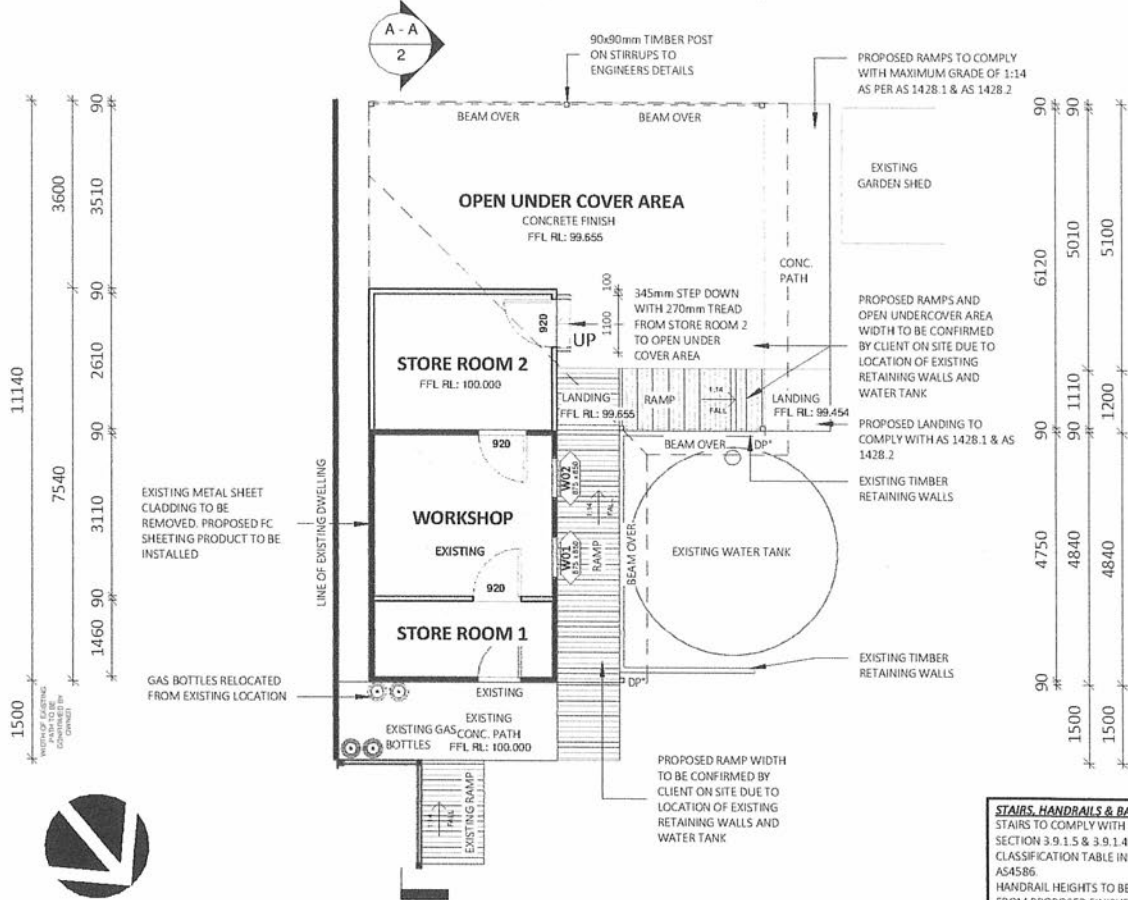 A - A
2
90x90mm TIMBER POST
ON STIRRUPS TO
ENGINEERS DETAILS
PROPOSED RAMPS TO COMPLY
WITH MAXIMUM GRADE OF 1:14
AS PER AS 1428.1 & AS 1428.2
BEAM OVER
BEAM OVER
EXISTING
GARDEN SHED
OPEN UNDER COVER AREA
CONCRETE FINISH
FFL RL: 99.655
CONC.
PATH
345mm STEP DOWN
WITH 270mm TREAD
FROM STORE ROOM 2
TO OPEN UNDER
COVER AREA
100
1100
920
UP
PROPOSED RAMPS AND
OPEN UNDERCOVER AREA
WIDTH TO BE CONFIRMED
BY CLIENT ON SITE DUE TO
LOCATION OF EXISTING
RETAINING WALLS AND
WATER TANK
STORE ROOM 2
FFL RL: 100.000
LANDING
FFL RL: 99.655
RAMP
1:14
FALL
LANDING
FFL RL: 99.454
PROPOSED LANDING TO
COMPLY WITH AS 1428.1 & AS
1428.2
BEAM OVER
DP*
EXISTING TIMBER
RETAINING WALLS
920
W02
875 x 850
1:14
FALL
EXISTING METAL SHEET
CLADDING TO BE
REMOVED. PROPOSED FC
SHEETING PRODUCT TO BE
INSTALLED
LINE OF EXISTING DWELLING
WORKSHOP
EXISTING
W01
875 x 850
RAMP
BEAM OVER
EXISTING WATER TANK
920
STORE ROOM 1
EXISTING TIMBER
RETAINING WALLS
DP*
GAS BOTTLES RELOCATED
FROM EXISTING LOCATION
EXISTING
EXISTING GAS
BOTTLES
EXISTING
CONC. PATH
FFL RL: 100.000
PROPOSED RAMP WIDTH
TO BE CONFIRMED BY
CLIENT ON SITE DUE TO
LOCATION OF EXISTING
RETAINING WALLS AND
WATER TANK
1:14
FALL
EXISTING RAMP
11140
1500
WIDTH OF EXISTING
PATH TO BE
CONFIRMED BY
OWNER
3600
7540
90
3510
90
2610
90
3110
90
1460
90
90
6120
90
4750
90
90
5010
1110
90
4840
1500
5100
1200
4840
1500
STAIRS, HANDRAILS & BA
STAIRS TO COMPLY WITH
SECTION 3.9.1.5 & 3.9.1.4
CLASSIFICATION TABLE IN
AS4586.
HANDRAIL HEIGHTS TO BE